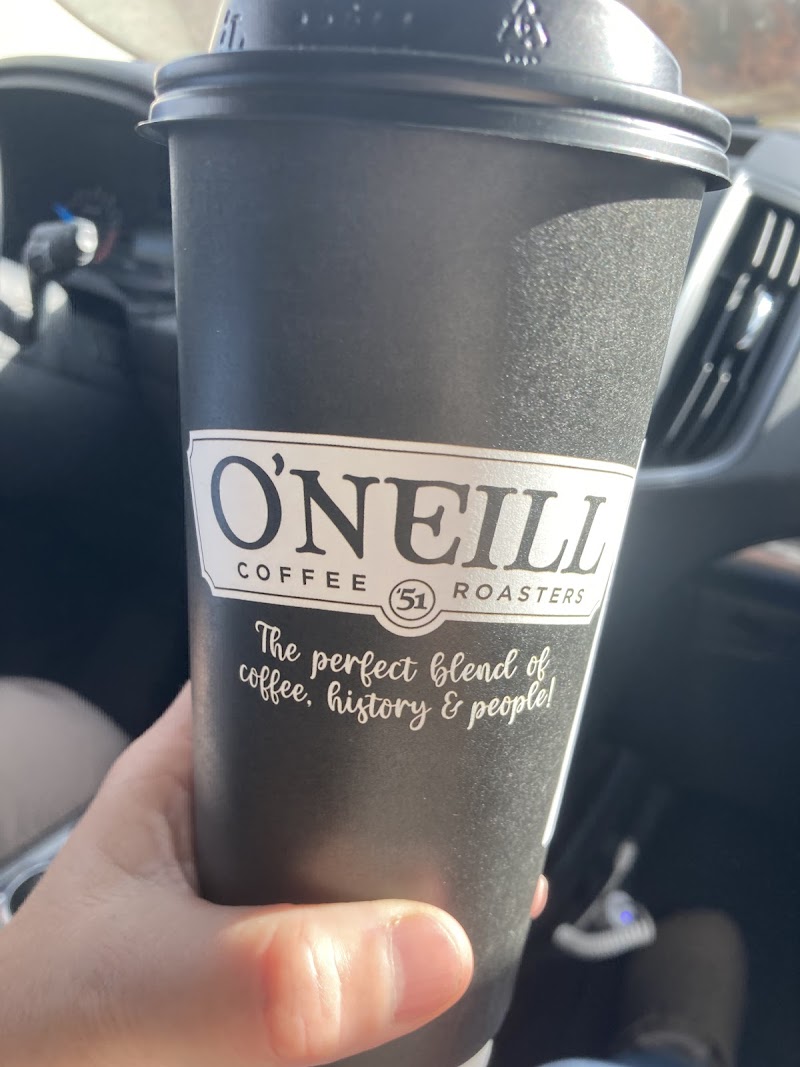 O'NEILL
COFFEE '51 ROASTERS
The perfect blend of
coffee, history & people!